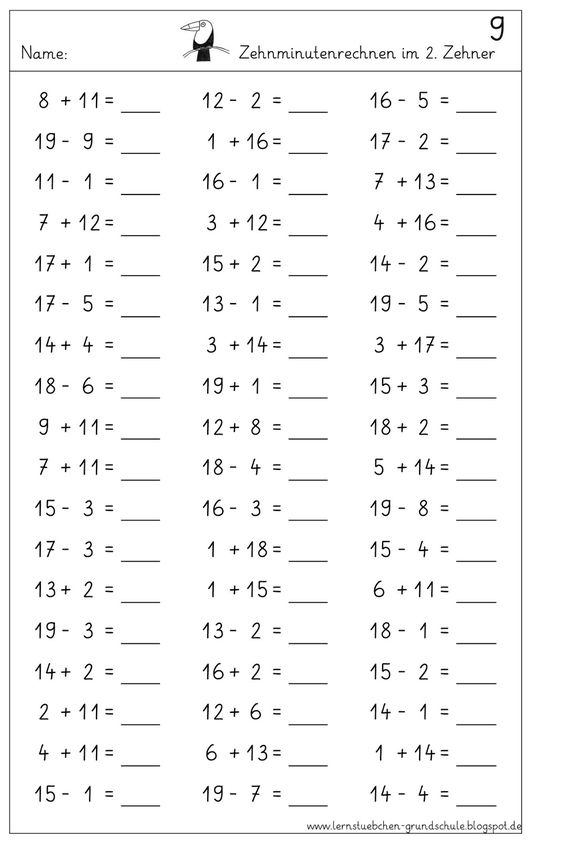 9
Name: Zehnminutenrechnen im 2. Zehner
8 + 11 = ____ 12 - 2 = ____ 16 - 5 = ____
19 - 9 = ____ 1 + 16 = ____ 17 - 2 = ____
11 - 1 = ____ 16 - 1 = ____ 7 + 13 = ____
7 + 12 = ____ 3 + 12 = ____ 4 + 16 = ____
17 + 1 = ____ 15 + 2 = ____ 14 - 2 = ____
17 - 5 = ____ 13 - 1 = ____ 19 - 5 = ____
14 + 4 = ____ 3 + 14 = ____ 3 + 17 = ____
18 - 6 = ____ 19 + 1 = ____ 15 + 3 = ____
9 + 11 = ____ 12 + 8 = ____ 18 + 2 = ____
7 + 11 = ____ 18 - 4 = ____ 5 + 14 = ____
15 - 3 = ____ 16 - 3 = ____ 19 - 8 = ____
17 - 3 = ____ 1 + 18 = ____ 15 - 4 = ____
13 + 2 = ____ 1 + 15 = ____ 6 + 11 = ____
19 - 3 = ____ 13 - 2 = ____ 18 - 1 = ____
14 + 2 = ____ 16 + 2 = ____ 15 - 2 = ____
2 + 11 = ____ 12 + 6 = ____ 14 - 1 = ____
4 + 11 = ____ 6 + 13 = ____ 1 + 14 = ____
15 - 1 = ____ 19 - 7 = ____ 14 - 4 = ____
www.lernstuebchen-grundschule.blogspot.de